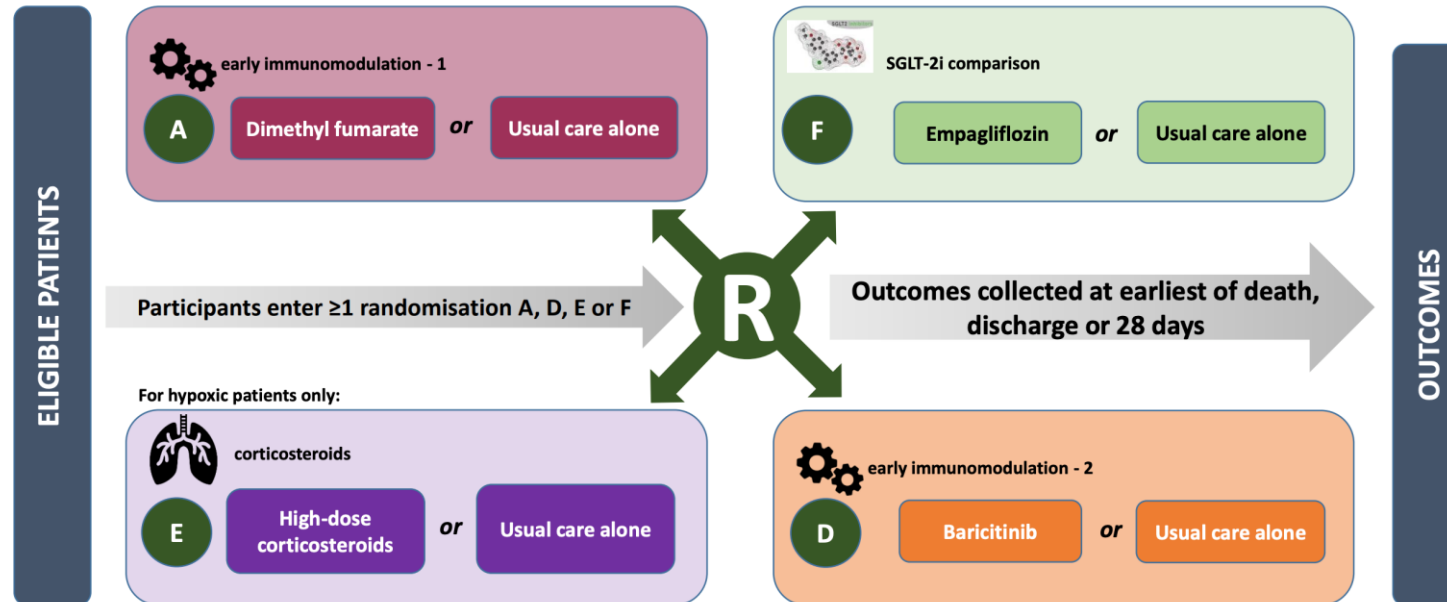 ELIGIBLE PATIENTS
early immunomodulation - 1
A
Dimethyl fumarate
or
Usual care alone
SGLT-2i comparison
F
Empagliflozin
or
Usual care alone
Participants enter ≥1 randomisation A, D, E or F
R
Outcomes collected at earliest of death,
discharge or 28 days
For hypoxic patients only:
corticosteroids
E
High-dose
corticosteroids
or
Usual care alone
early immunomodulation - 2
D
Baricitinib
or
Usual care alone
OUTCOMES